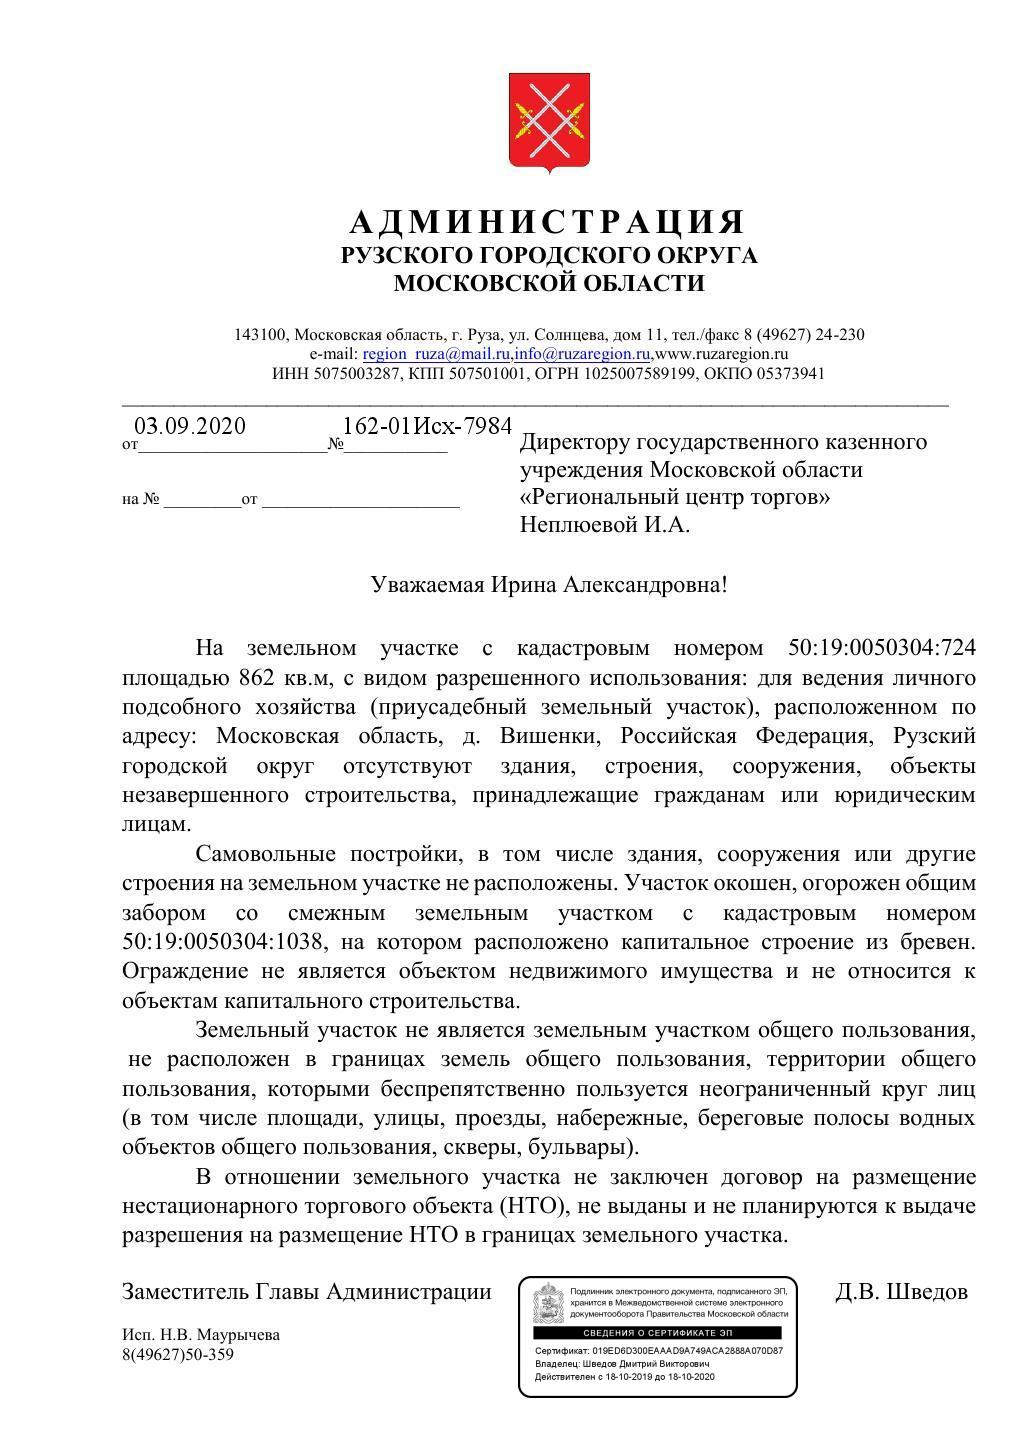 АДМИНИСТРАЦИЯ
РУЗСКОГО ГОРОДСКОГО ОКРУГА
МОСКОВСКОЙ ОБЛАСТИ
143100, Московская область, г. Руза, ул. Солнцева, дом 11, тел./факс 8 (49627) 24-230
e-mail: region_ruza@mail.ru,info@ruzaregion.ru,www.ruzaregion.ru
ИНН 5075003287, КПП 507501001, ОГРН 1025007589199, ОКПО 05373941
от 03.09.2020 № 162-01Исх-7984
на № _________от _______________________
Директору государственного казенного
учреждения Московской области
«Региональный центр торгов»
Неплюевой И.А.
Уважаемая Ирина Александровна!
На земельном участке с кадастровым номером 50:19:0050304:724
площадью 862 кв.м, с видом разрешенного использования: для ведения личного
подсобного хозяйства (приусадебный земельный участок), расположенном по
адресу: Московская область, д. Вишенки, Российская Федерация, Рузский
городской округ отсутствуют здания, строения, сооружения, объекты
незавершенного строительства, принадлежащие гражданам или юридическим
лицам.
Самовольные постройки, в том числе здания, сооружения или другие
строения на земельном участке не расположены. Участок окошен, огорожен общим
забором со смежным земельным участком с кадастровым номером
50:19:0050304:1038, на котором расположено капитальное строение из бревен.
Ограждение не является объектом недвижимого имущества и не относится к
объектам капитального строительства.
Земельный участок не является земельным участком общего пользования,
не расположен в границах земель общего пользования, территории общего
пользования, которыми беспрепятственно пользуется неограниченный круг лиц
(в том числе площади, улицы, проезды, набережные, береговые полосы водных
объектов общего пользования, скверы, бульвары).
В отношении земельного участка не заключен договор на размещение
нестационарного торгового объекта (НТО), не выданы и не планируются к выдаче
разрешения на размещение НТО в границах земельного участка.
Заместитель Главы Администрации
Д.В. Шведов
Подлинник электронного документа, подписанного ЭП,
хранится в Межведомственной системе электронного
документооборота Правительства Московской области
СВЕДЕНИЯ О СЕРТИФИКАТЕ ЭП
Сертификат: 019ED6D300EAAAD9A749ACA2888A070D87
Владелец: Шведов Дмитрий Викторович
Действителен с 18-10-2019 до 18-10-2020
Исп. Н.В. Маурычева
8(49627)50-359